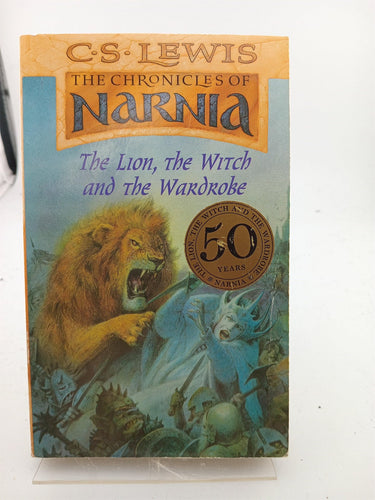 C·S·LEWIS
THE CHRONICLES OF
NARNIA
The Lion, the Witch
and the Wardrobe
THE LION, THE WITCH AND THE WARDROBE
50
YEARS
NARNIA